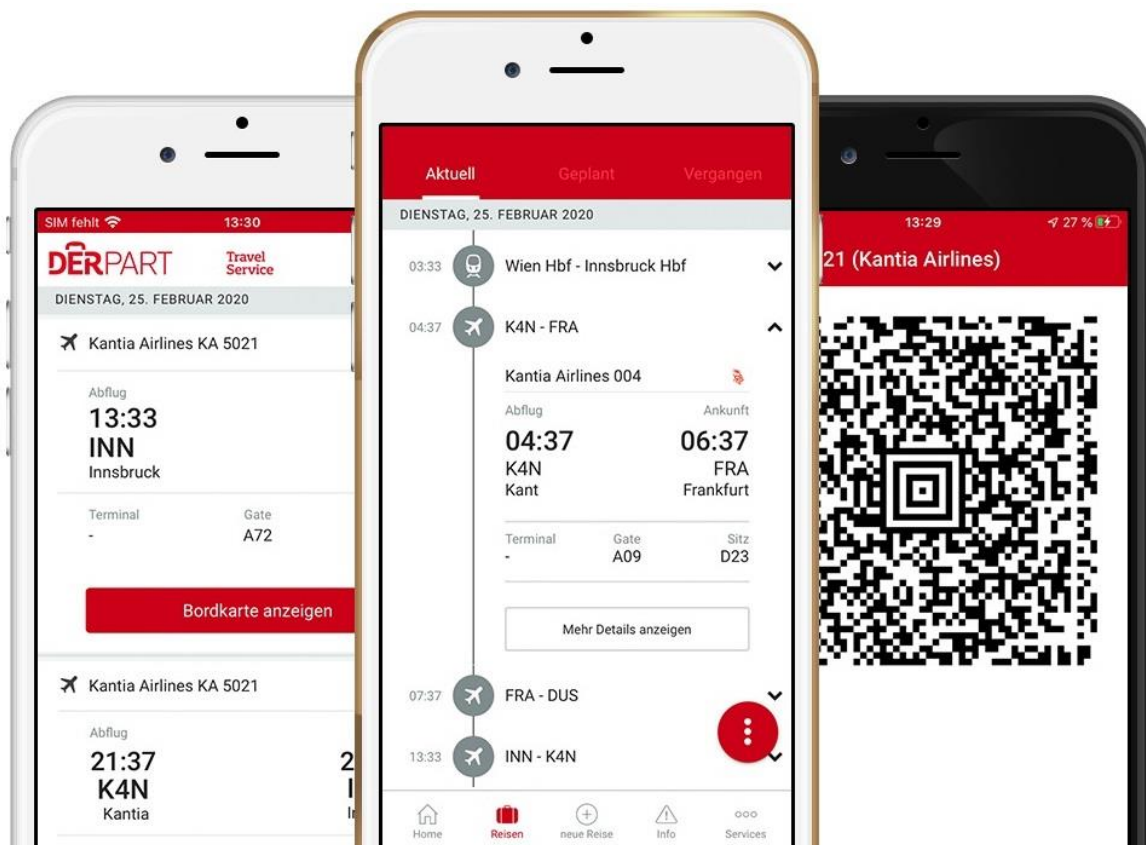 SIM fehlt
13:30
DERPART
Travel
Service
DIENSTAG, 25. FEBRUAR 2020
Kantia Airlines KA 5021
Abflug
13:33
INN
Innsbruck
Terminal Gate
- A72
Bordkarte anzeigen
Kantia Airlines KA 5021
Abflug
21:37
K4N
Kantia
Aktuell Geplant Vergangen
DIENSTAG, 25. FEBRUAR 2020
03:33 Wien Hbf - Innsbruck Hbf
04:37 K4N - FRA
Kantia Airlines 004
Abflug Ankunft
04:37 06:37
K4N FRA
Kant Frankfurt
Terminal Gate Sitz
- A09 D23
Mehr Details anzeigen
07:37 FRA - DUS
13:33 INN - K4N
Home Reisen neue Reise Info Services
13:29 27 %
21 (Kantia Airlines)